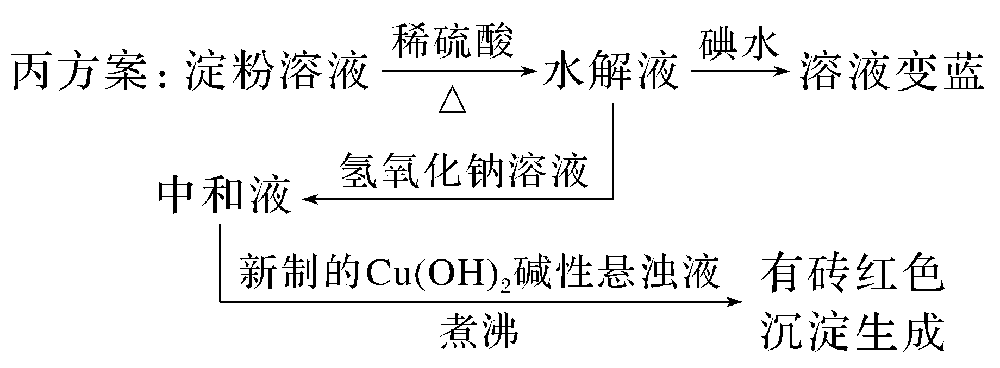 稀硫酸 碘水
丙方案:淀粉溶液 水解液 溶液变蓝
△
氢氧化钠溶液
中和液
新制的Cu(OH)₂碱性悬浊液 有砖红色
煮沸 沉淀生成